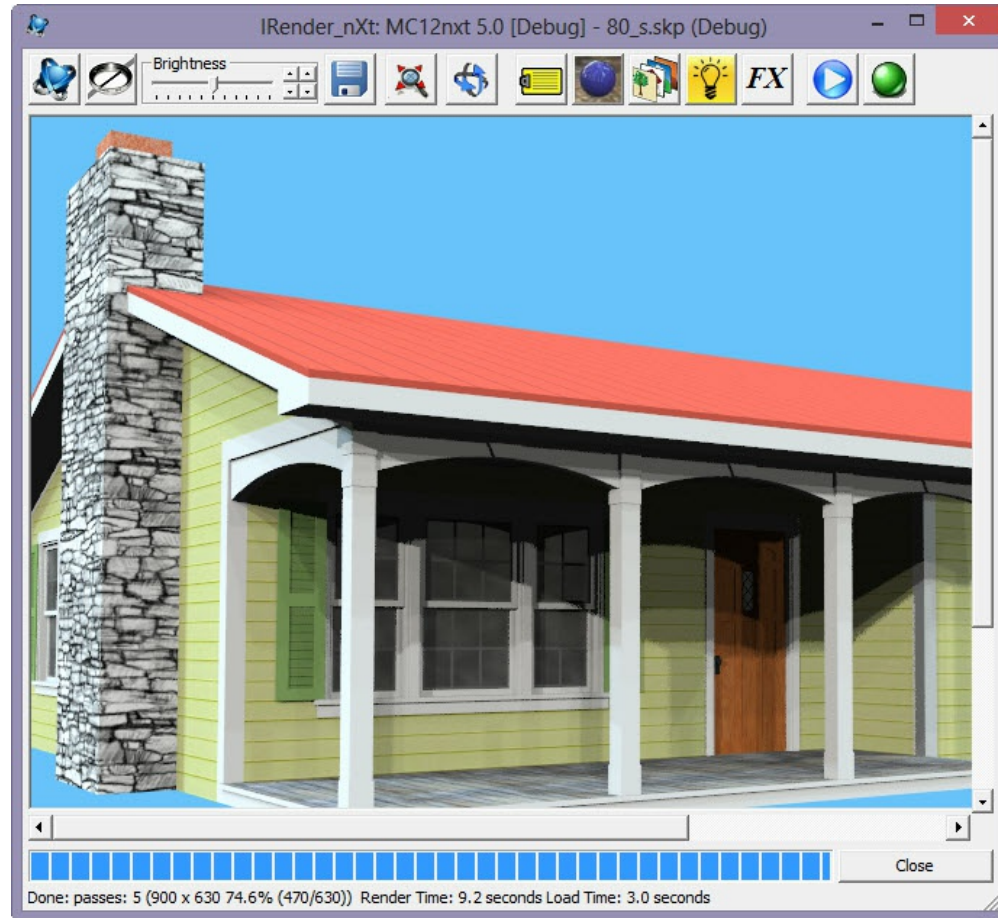 IRender_nXt: MC12nxt 5.0 [Debug] - 80_s.skp (Debug)
Brightness
FX
Close
Done: passes: 5 (900 x 630 74.6% (470/630)) Render Time: 9.2 seconds Load Time: 3.0 seconds